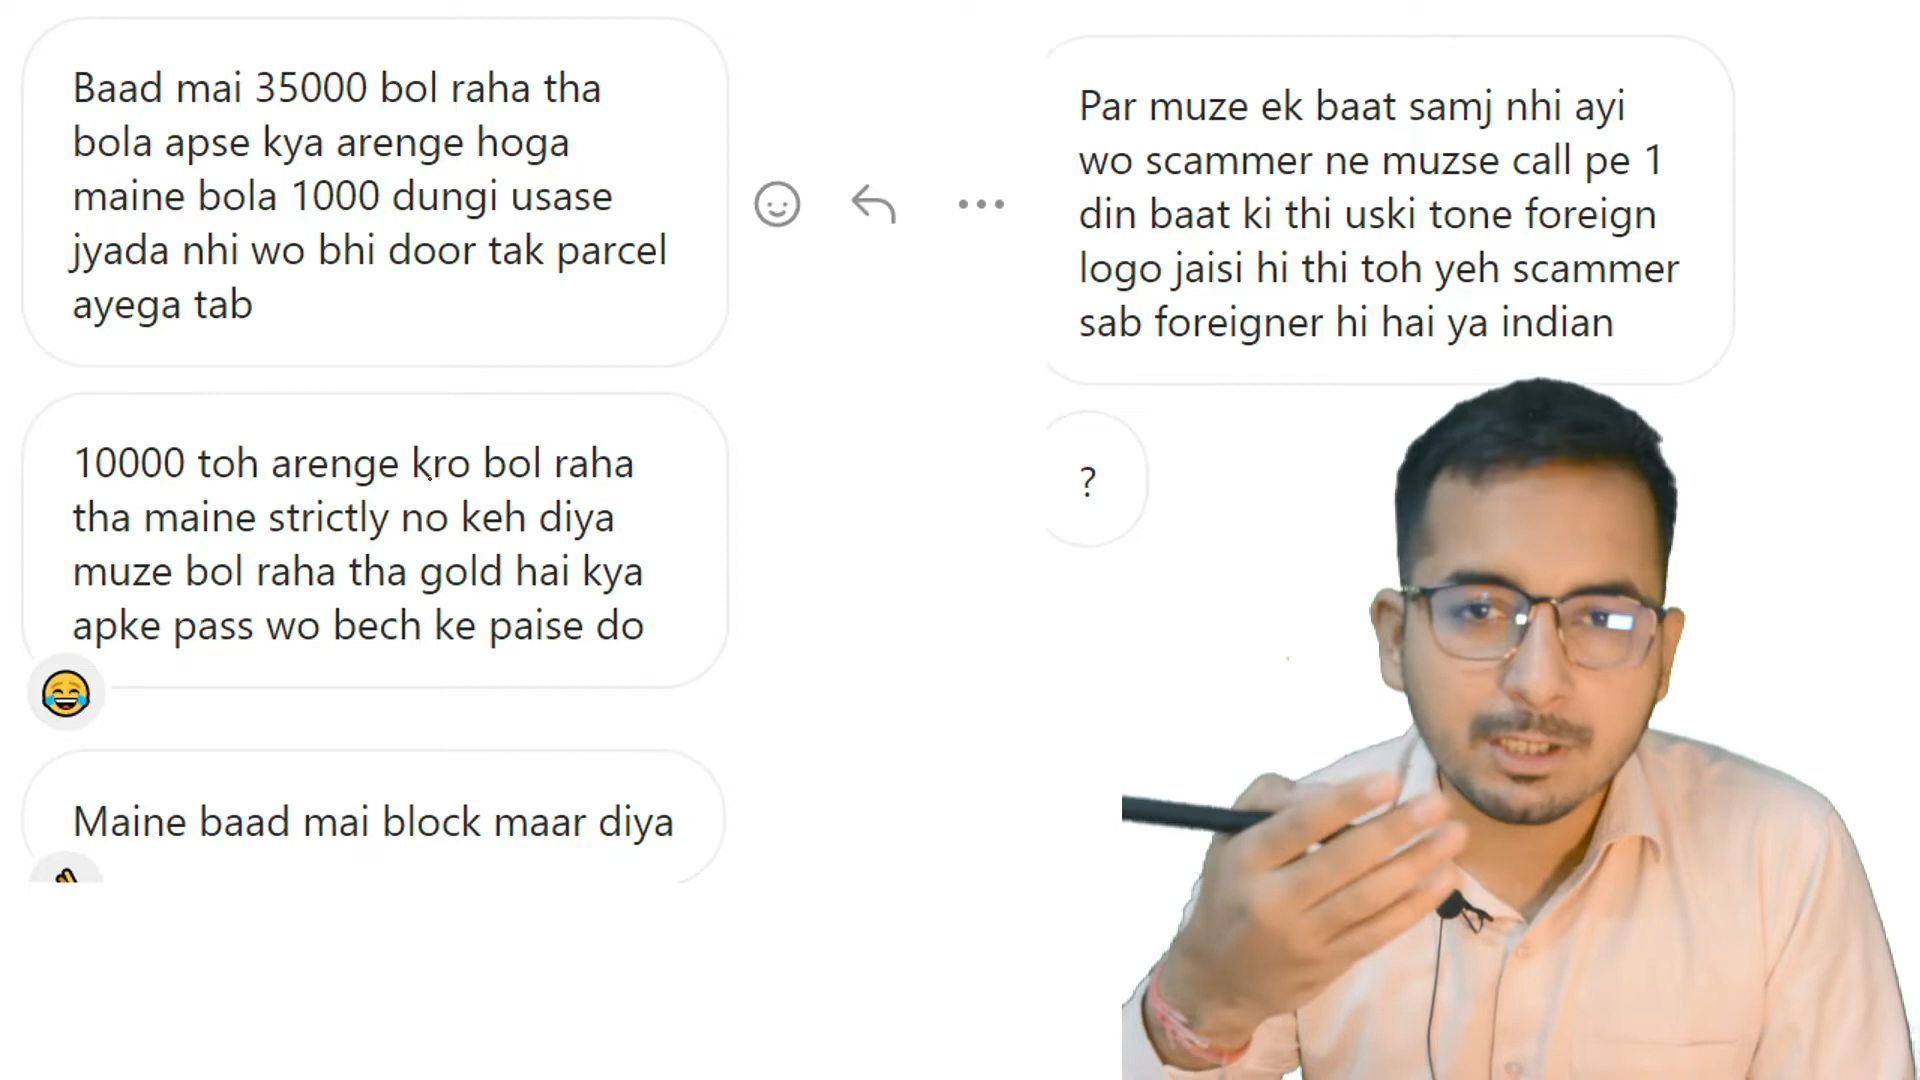 Baad mai 35000 bol raha tha
bola apse kya arenge hoga
maine bola 1000 dungi usase
jyada nhi wo bhi door tak parcel
ayega tab
10000 toh arenge kro bol raha
tha maine strictly no keh diya
muze bol raha tha gold hai kya
apke pass wo bech ke paise do
Maine baad mai block maar diya
Par muze ek baat samj nhi ayi
wo scammer ne muzse call pe 1
din baat ki thi uski tone foreign
logo jaisi hi thi toh yeh scammer
sab foreigner hi hai ya indian
?